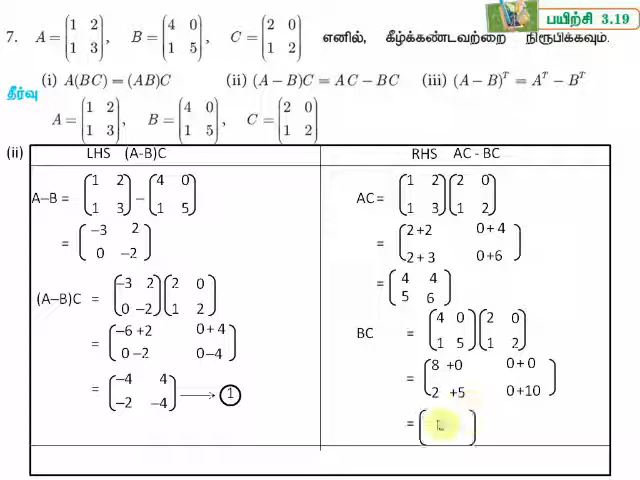 பயிற்சி 3.19
7. A = (1 2 1 3), B = (4 0 1 5), C = (2 0 1 2) எனில், கீழ்க்கண்டவற்றை நிரூபிக்கவும்.
(i) A(BC) = (AB)C (ii) (A − B)C = AC − BC (iii) (A − B)^T = A^T − B^T
தீர்வு
A = (1 2 1 3), B = (4 0 1 5), C = (2 0 1 2)
(ii) LHS (A-B)C RHS AC - BC
A–B = (1 2 1 3) − (4 0 1 5)
= (−3 2 0 −2)
(A–B)C = (−3 2 0 −2)(2 0 1 2)
= (−6 +2 0 + 4 0 −2 0−4)
= (−4 4 −2 −4) → 1
AC = (1 2 1 3)(2 0 1 2)
= (2 +2 0 + 4 2 + 3 0 +6)
= (4 4 5 6)
BC = (4 0 1 5)(2 0 1 2)
= (8 +0 0 + 0 2 +5 0 +10)
= ( )